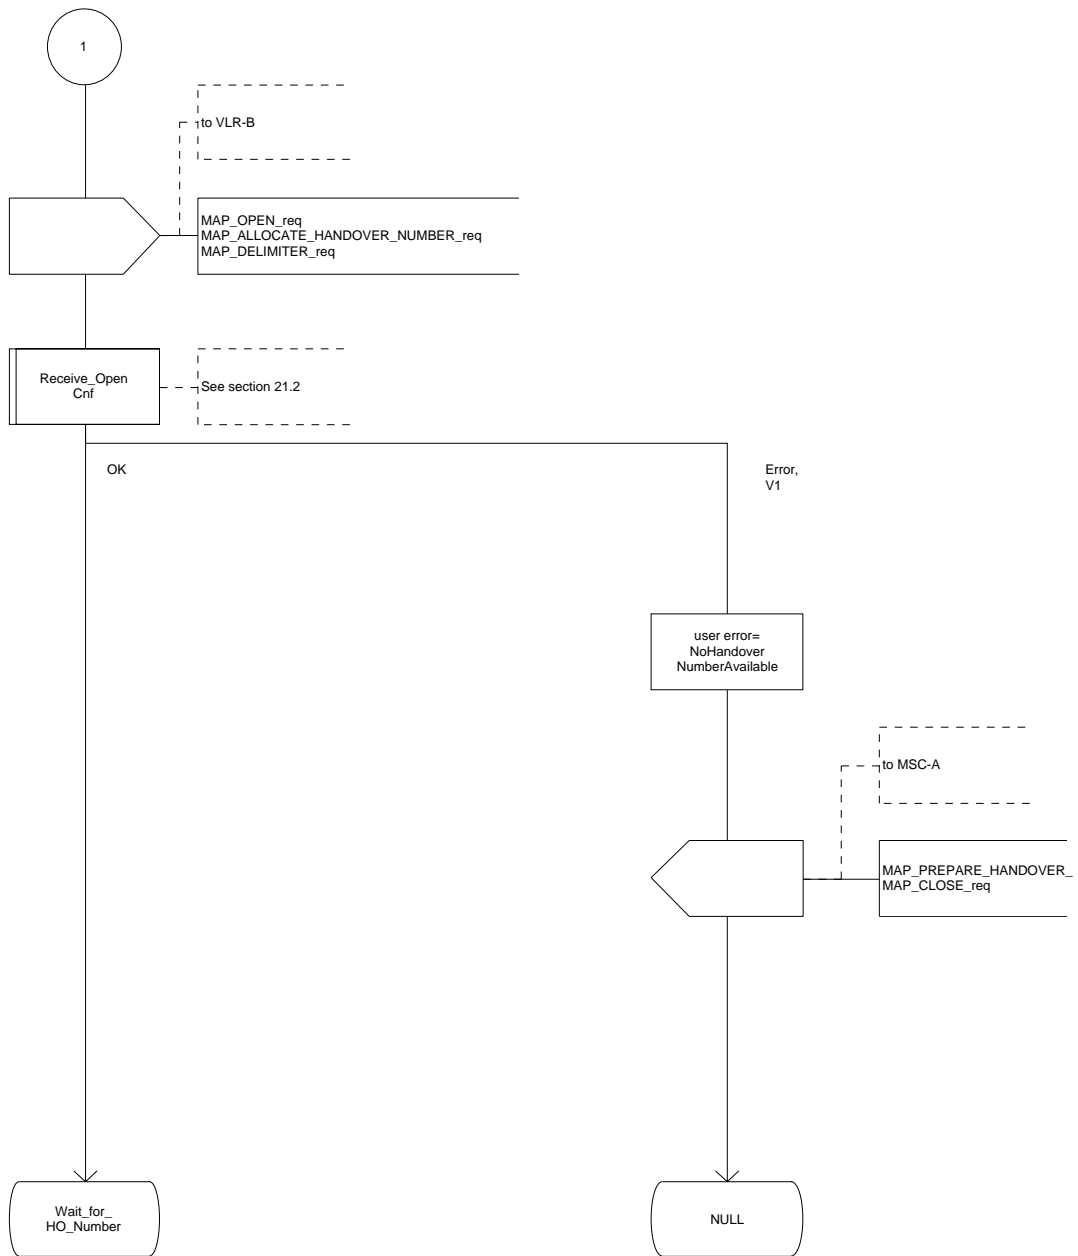 1
to VLR-B
MAP_OPEN_req
MAP_ALLOCATE_HANDOVER_NUMBER_req
MAP_DELIMITER_req
Receive_Open
Cnf
See section 21.2
OK
Error,
V1
user error=
NoHandover
NumberAvailable
to MSC-A
MAP_PREPARE_HANDOVER_
MAP_CLOSE_req
Wait_for_
HO_Number
NULL